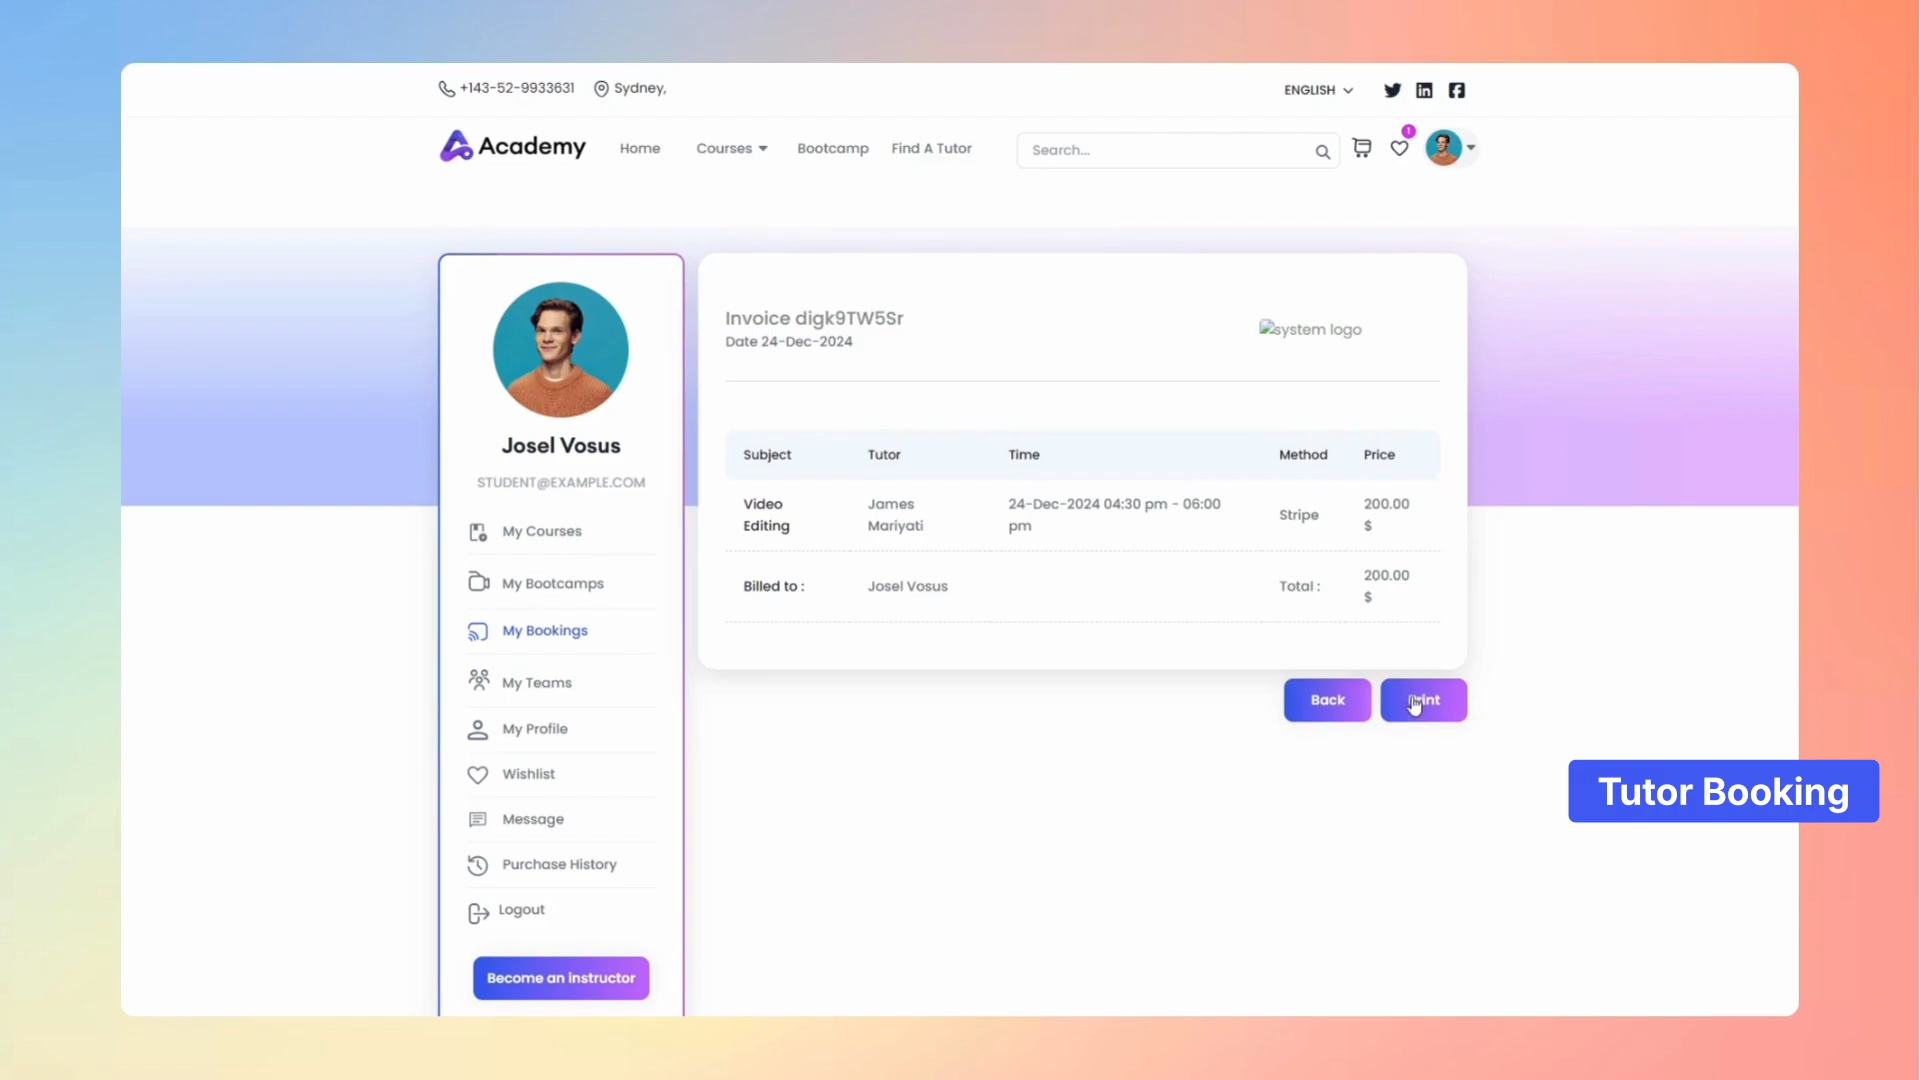 +143-52-9933631 Sydney,
ENGLISH
Academy
Home Courses Bootcamp Find A Tutor
Search...
1
Josel Vosus
STUDENT@EXAMPLE.COM
My Courses
My Bootcamps
My Bookings
My Teams
My Profile
Wishlist
Message
Purchase History
Logout
Become an instructor
Invoice digk9TW5Sr
Date 24-Dec-2024
system logo
Subject Tutor Time Method Price
Video
Editing
James
Mariyati
24-Dec-2024 04:30 pm - 06:00
pm
Stripe
200.00
$
Billed to : Josel Vosus Total :
200.00
$
Back
Tutor Booking